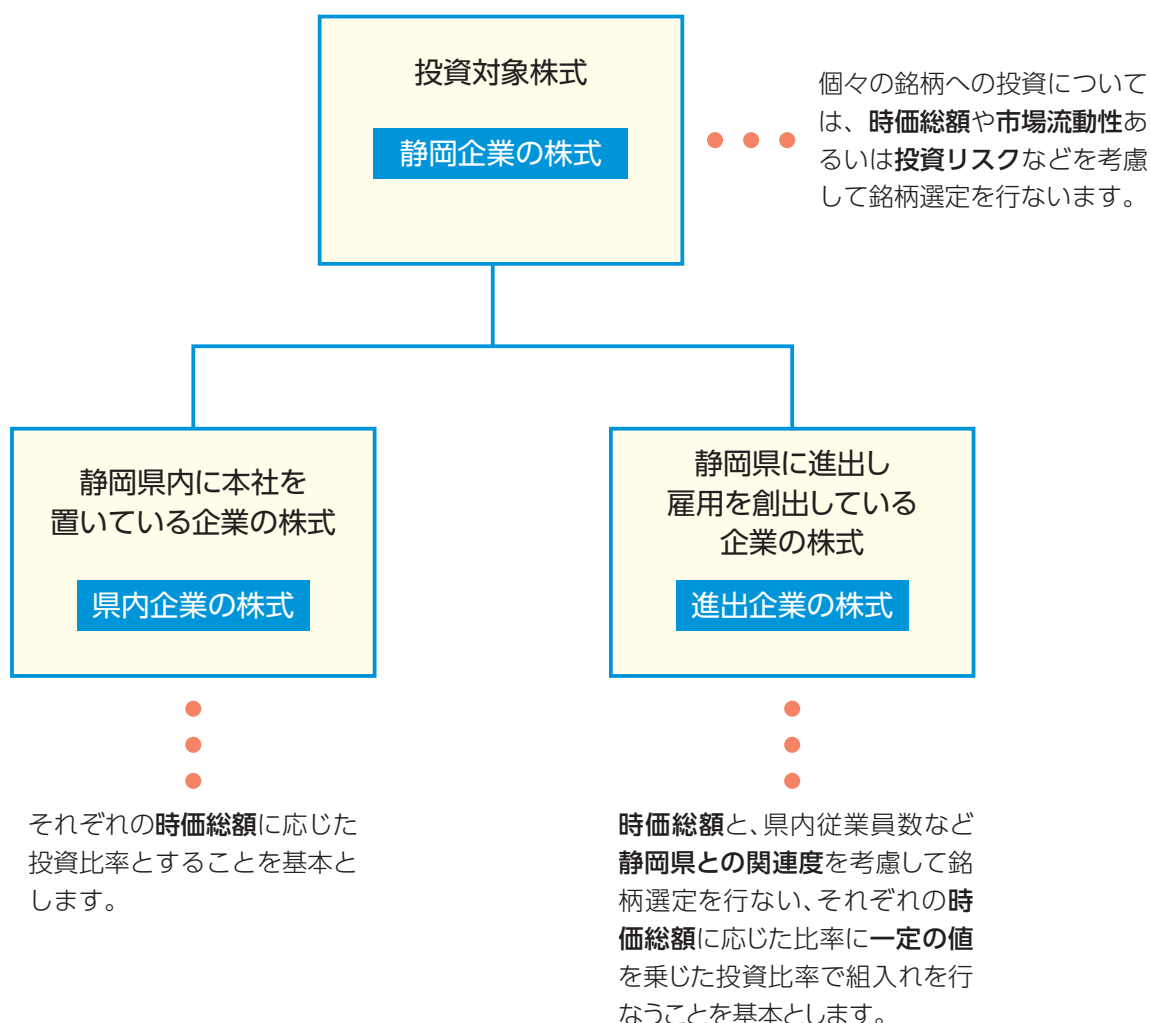 投資対象株式
静岡企業の株式
個々の銘柄への投資について
は、時価総額や市場流動性あ
るいは投資リスクなどを考慮
して銘柄選定を行ないます。
静岡県内に本社を
置いている企業の株式
県内企業の株式
静岡県に進出し
雇用を創出している
企業の株式
進出企業の株式
それぞれの時価総額に応じた
投資比率とすることを基本と
します。
時価総額と、県内従業員数など
静岡県との関連度を考慮して銘
柄選定を行ない、それぞれの時
価総額に応じた比率に一定の値
を乗じた投資比率で組入れを行
なうことを基本とします。